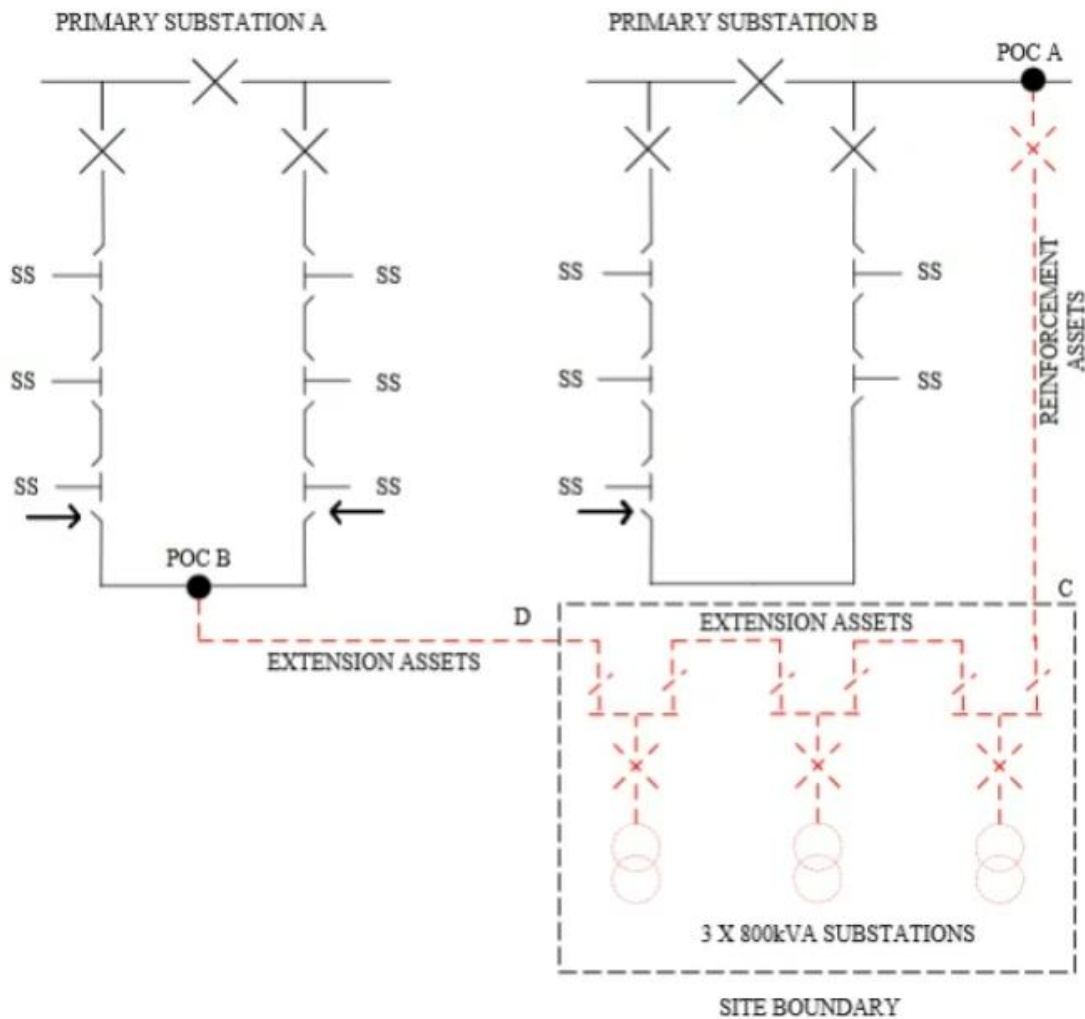 PRIMARY SUBSTATION A
PRIMARY SUBSTATION B
POC A
SS
SS
SS
SS
SS
SS
SS
SS
SS
SS
SS
REINFORCEMENT
ASSETS
POC B
C
D
EXTENSION ASSETS
EXTENSION ASSETS
3 X 800kVA SUBSTATIONS
SITE BOUNDARY